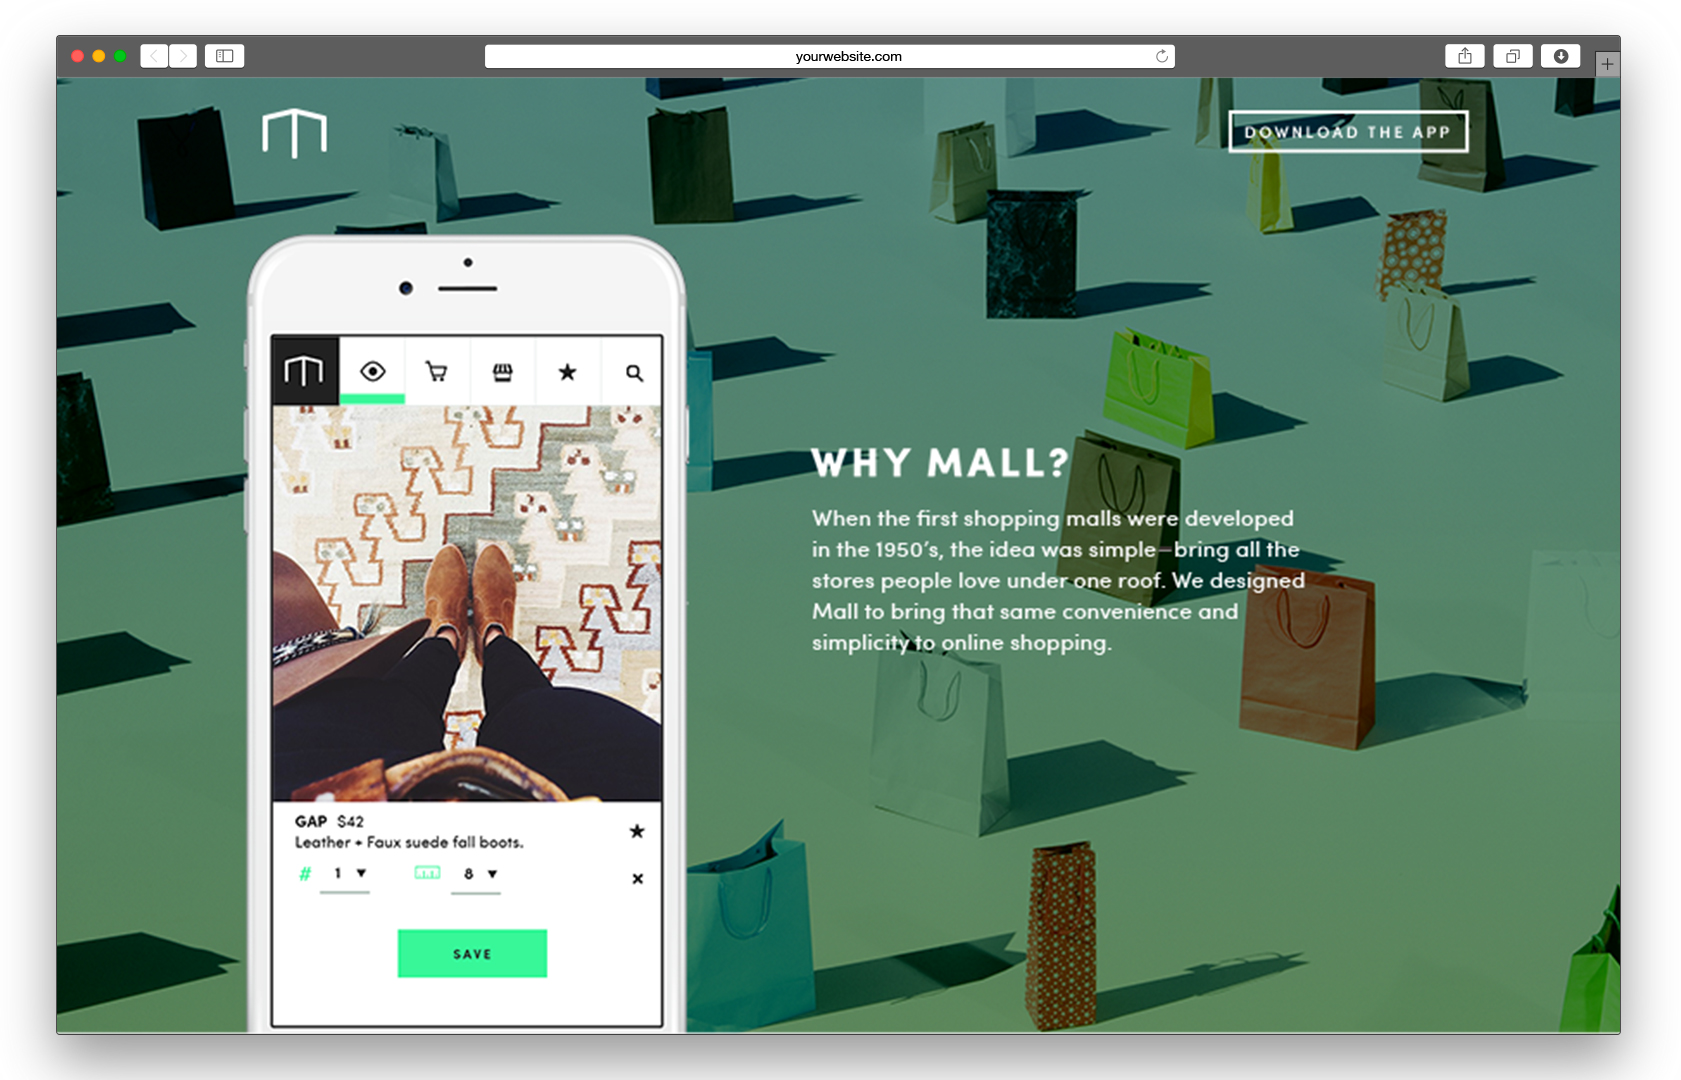 yourwebsite.com
DOWNLOAD THE APP
WHY MALL?
When the first shopping malls were developed
in the 1950's, the idea was simple—bring all the
stores people love under one roof. We designed
Mall to bring that same convenience and
simplicity to online shopping.
GAP $42
Leather + Faux suede fall boots.
# 1 ▼ 8 ▼
SAVE